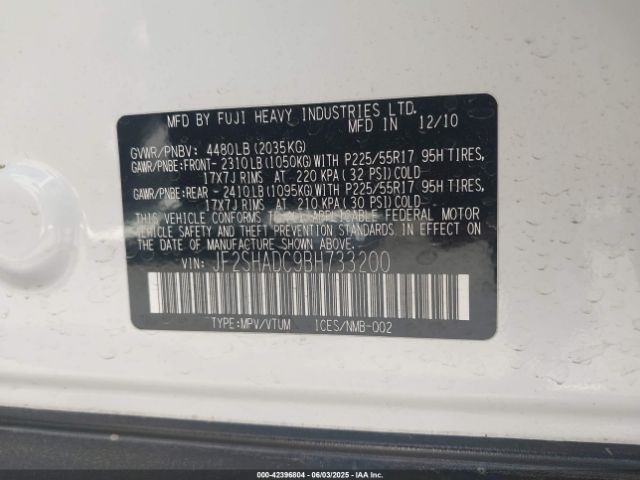 MFD BY FUJI HEAVY INDUSTRIES LTD.
MFD IN 12/10
GVWR/PNBV: 4480LB (2035KG)
GAWR/PNBE:FRONT- 2310LB(1050KG)WITH P225/55R17 95H TIRES,
17X7J RIMS AT 220 KPA(32 PSI)COLD
GAWR/PNBE:REAR - 2410LB(1095KG)WITH P225/55R17 95H TIRES,
17X7J RIMS AT 210 KPA(30 PSI)COLD
THIS VEHICLE CONFORMS TO ALL APPLICABLE FEDERAL MOTOR
VEHICLE SAFETY AND THEFT PREVENTION STANDARDS IN EFFECT ON
THE DATE OF MANUFACTURE SHOWN ABOVE.
VIN: JF2SHADC9BH733200
TYPE:MPV/VTUM ICES/NMB-002
000-42396804 | 06/03/2025 | Copyright © IAA, LLC